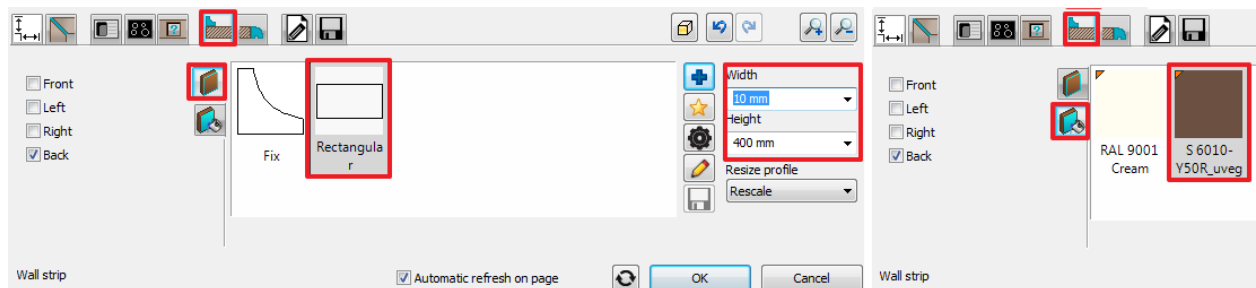 Front
Left
Right
Back
Fix
Rectangula
r
Width
10 mm
Height
400 mm
Resize profile
Rescale
Wall strip
Automatic refresh on page
OK
Cancel
Front
Left
Right
Back
RAL 9001
Cream
S 6010-
Y50R_uveg
Wall strip